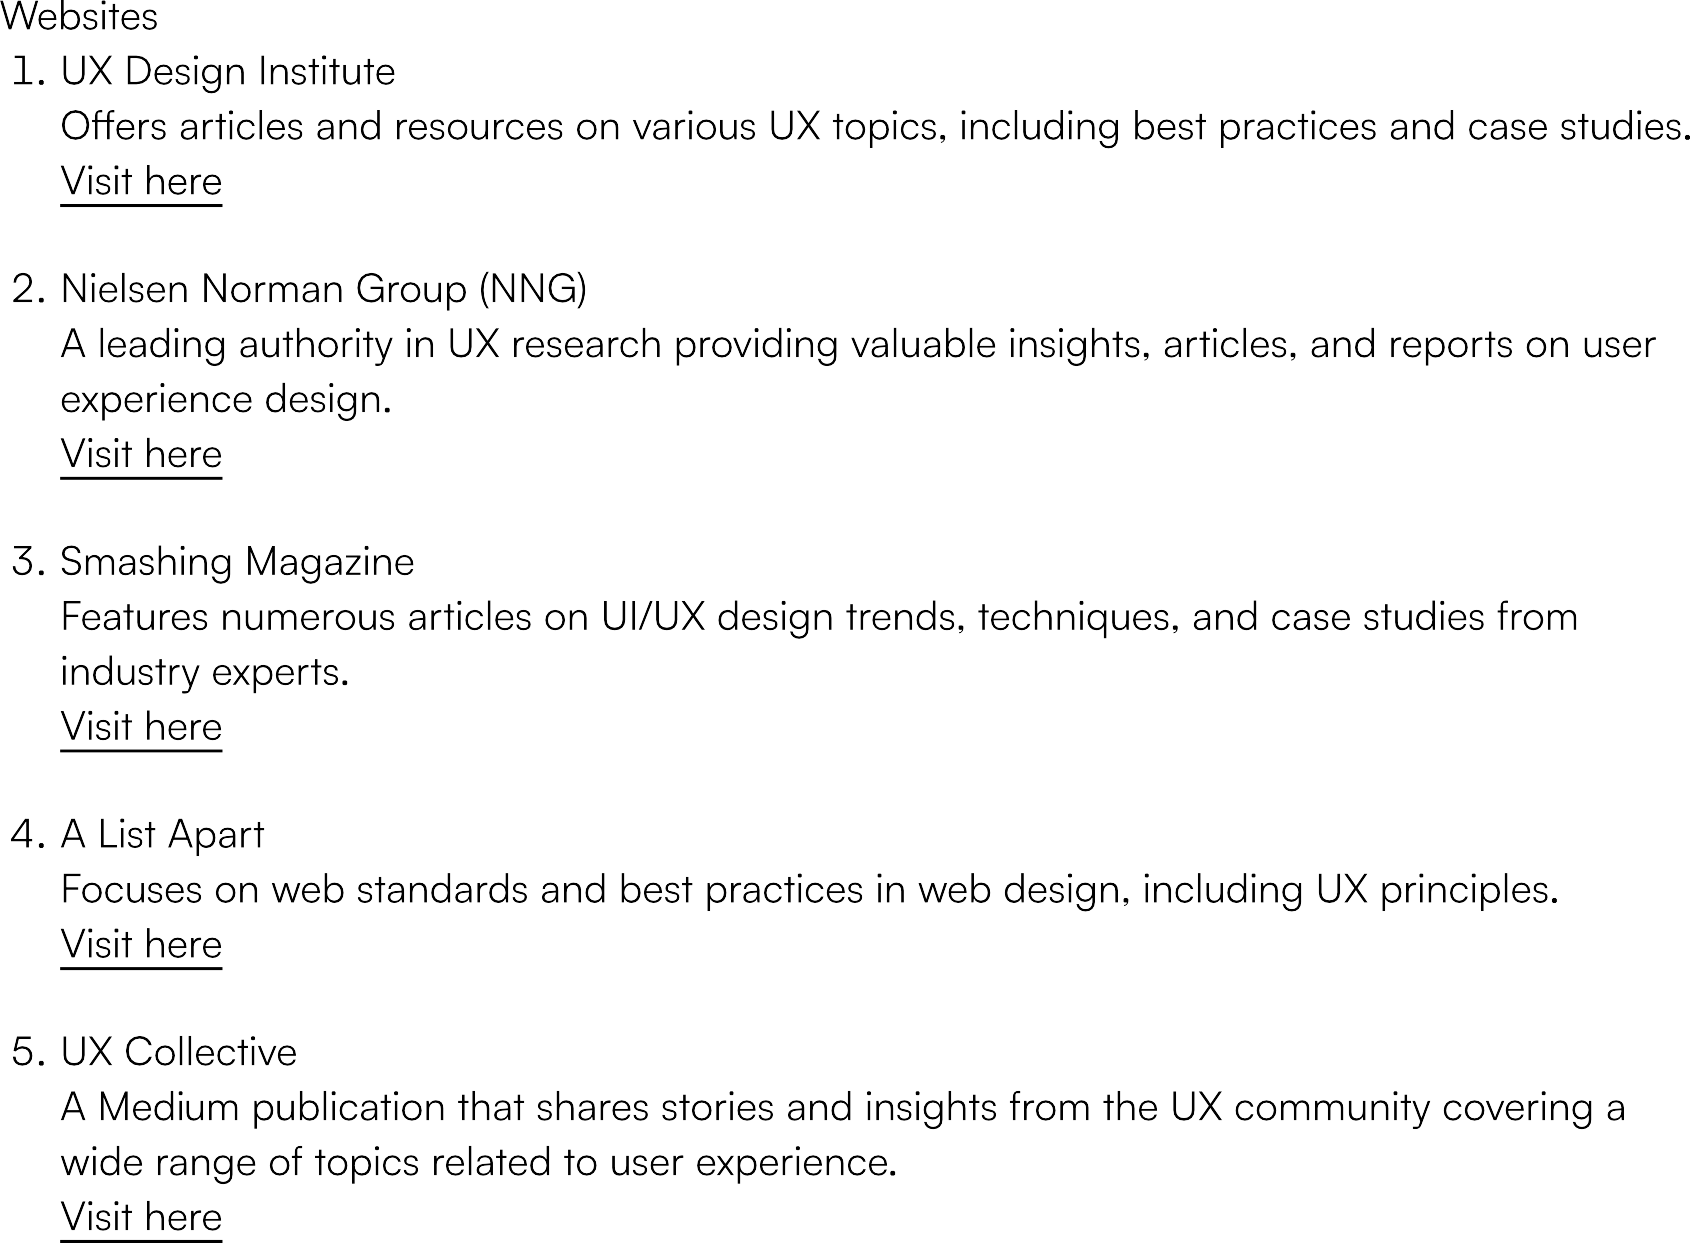 Websites
1. UX Design Institute
Offers articles and resources on various UX topics, including best practices and case studies.
Visit here
2. Nielsen Norman Group (NNG)
A leading authority in UX research providing valuable insights, articles, and reports on user
experience design.
Visit here
3. Smashing Magazine
Features numerous articles on UI/UX design trends, techniques, and case studies from
industry experts.
Visit here
4. A List Apart
Focuses on web standards and best practices in web design, including UX principles.
Visit here
5. UX Collective
A Medium publication that shares stories and insights from the UX community covering a
wide range of topics related to user experience.
Visit here